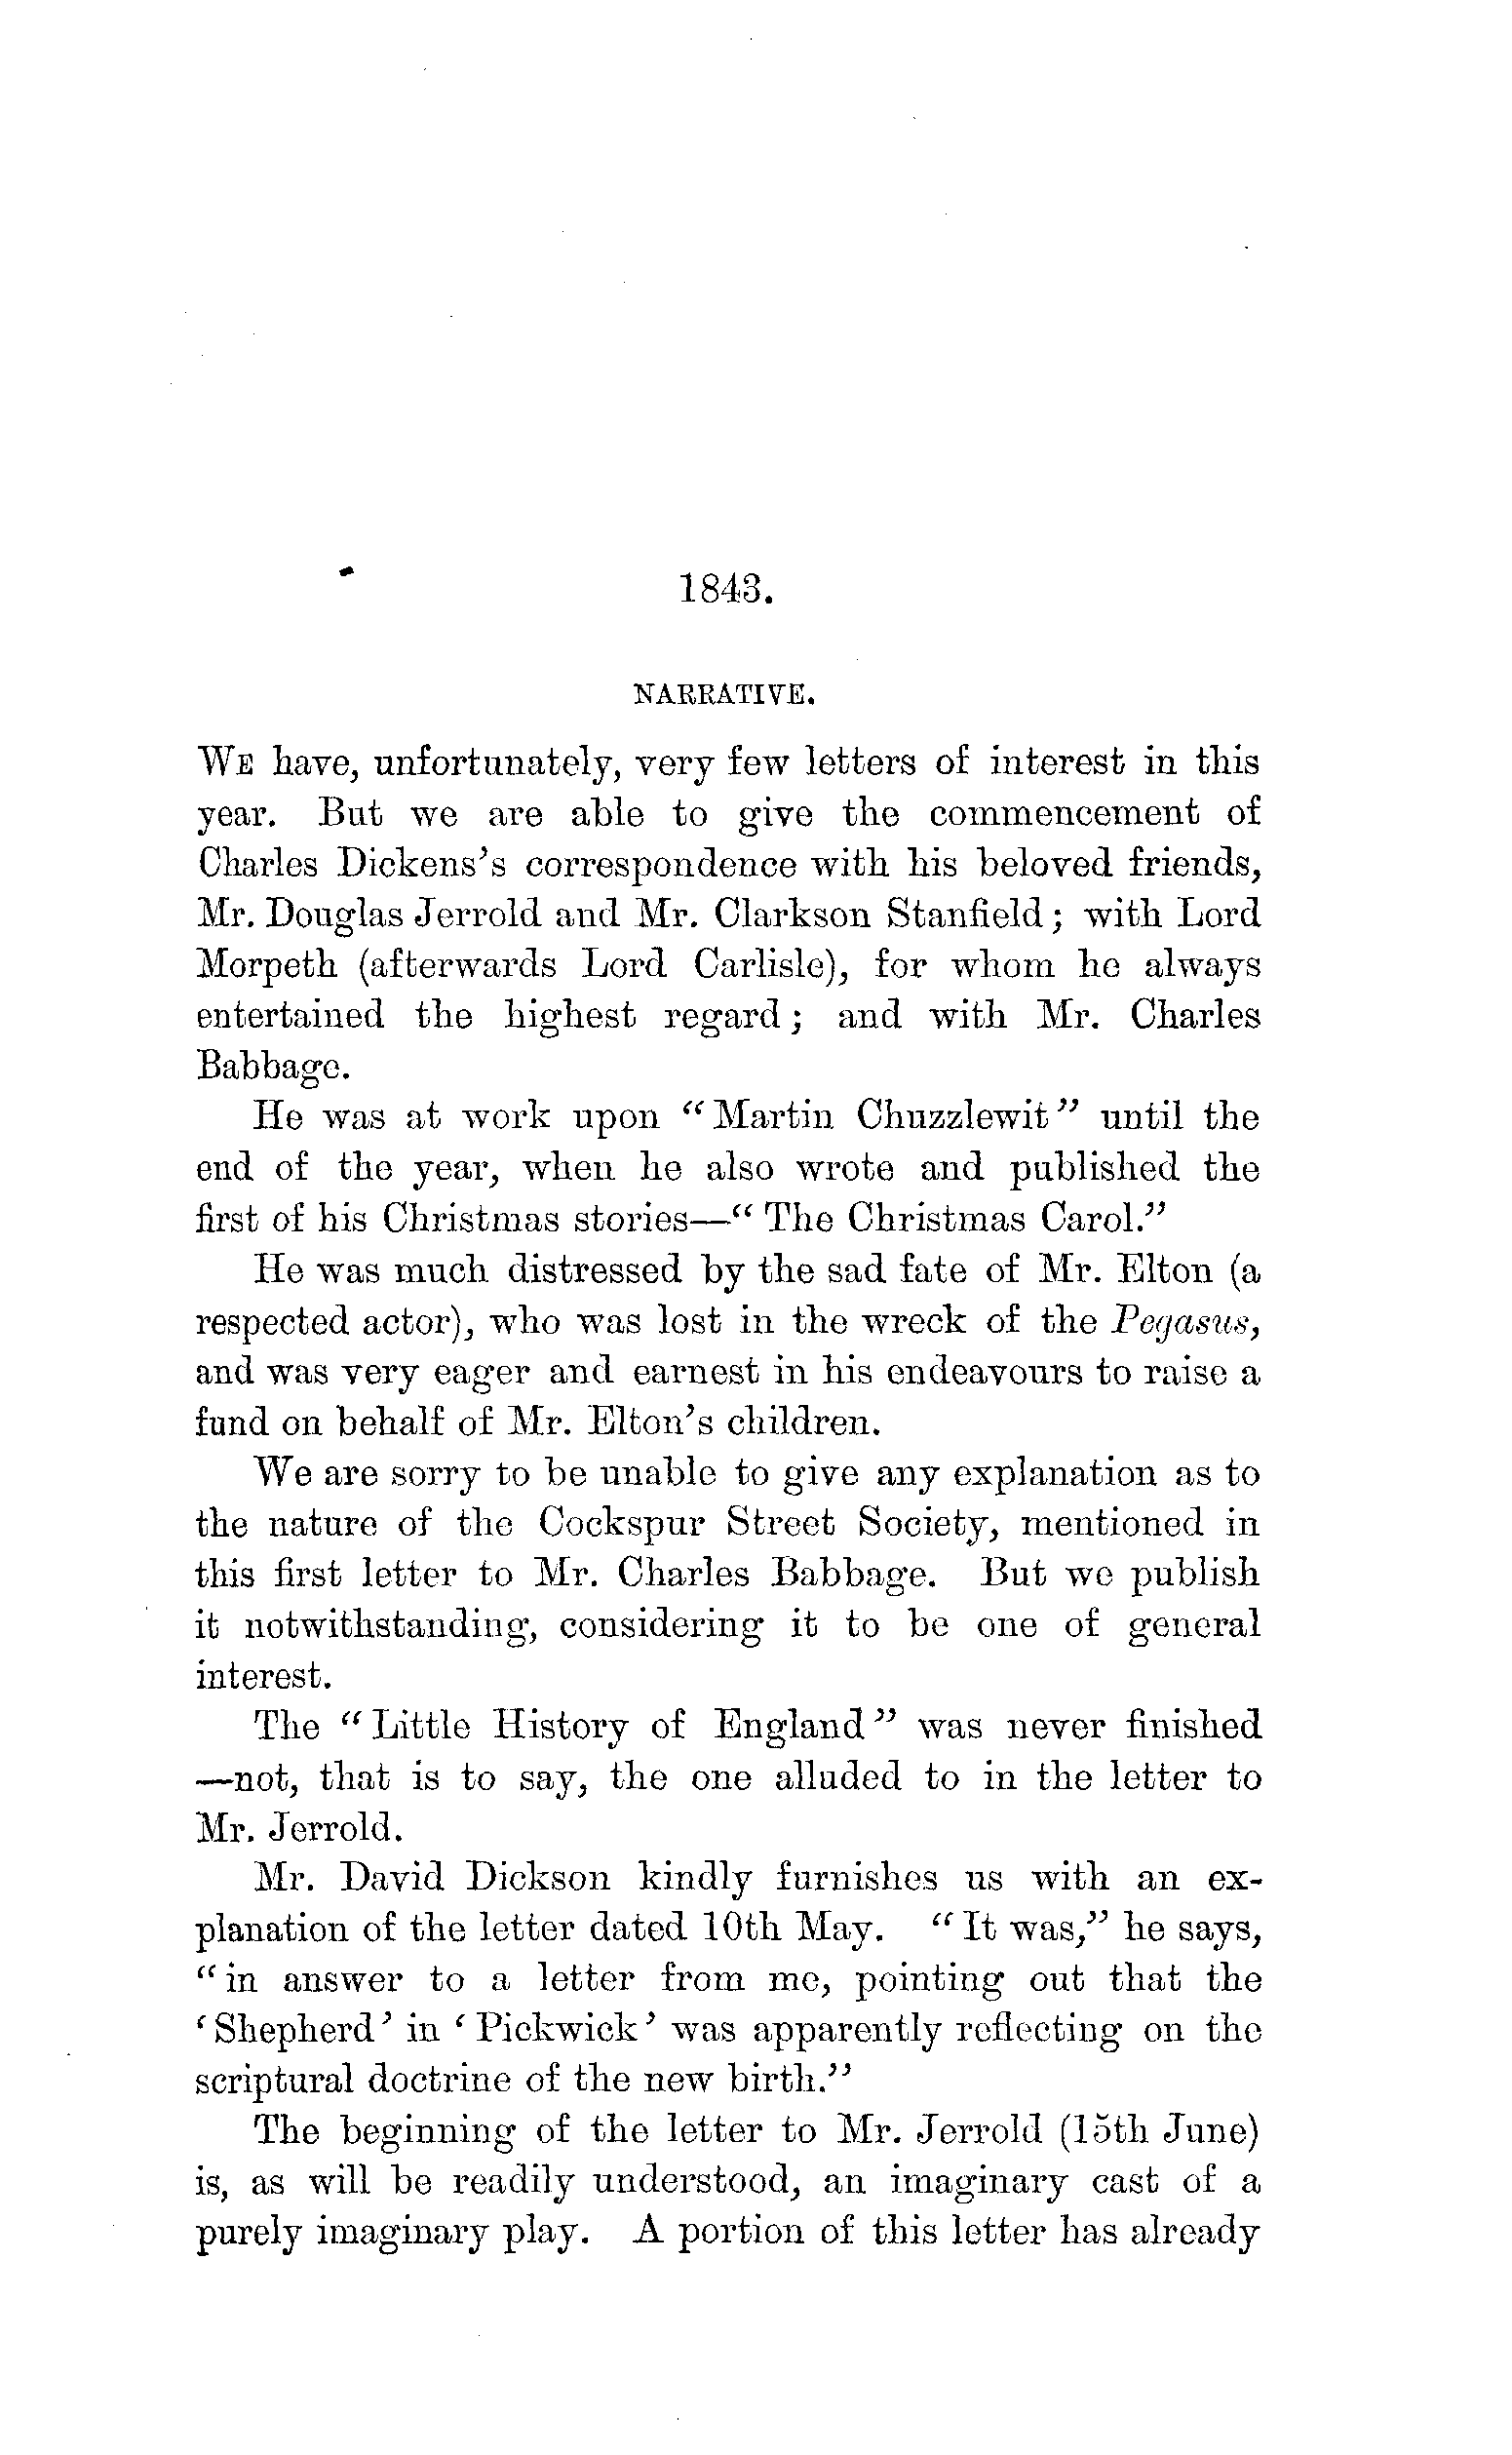 1843.
NARRATIVE.
WE have, unfortunately, very few letters of interest in this
year. But we are able to give the commencement of
Charles Dickens's correspondence with his beloved friends,
Mr. Douglas Jerrold and Mr. Clarkson Stanfield; with Lord
Morpeth (afterwards Lord Carlisle), for whom he always
entertained the highest regard; and with Mr. Charles
Babbage.
He was at work upon “Martin Chuzzlewit” until the
end of the year, when he also wrote and published the
first of his Christmas stories—“The Christmas Carol.”
He was much distressed by the sad fate of Mr. Elton (a
respected actor), who was lost in the wreck of the Pegasus,
and was very eager and earnest in his endeavours to raise a
fund on behalf of Mr. Elton's children.
We are sorry to be unable to give any explanation as to
the nature of the Cockspur Street Society, mentioned in
this first letter to Mr. Charles Babbage. But we publish
it notwithstanding, considering it to be one of general
interest.
The “Little History of England” was never finished
—not, that is to say, the one alluded to in the letter to
Mr. Jerrold.
Mr. David Dickson kindly furnishes us with an ex-
planation of the letter dated 10th May. “It was,” he says,
“in answer to a letter from me, pointing out that the
‘Shepherd’ in ‘Pickwick’ was apparently reflecting on the
scriptural doctrine of the new birth.”
The beginning of the letter to Mr. Jerrold (15th June)
is, as will be readily understood, an imaginary cast of a
purely imaginary play. A portion of this letter has already